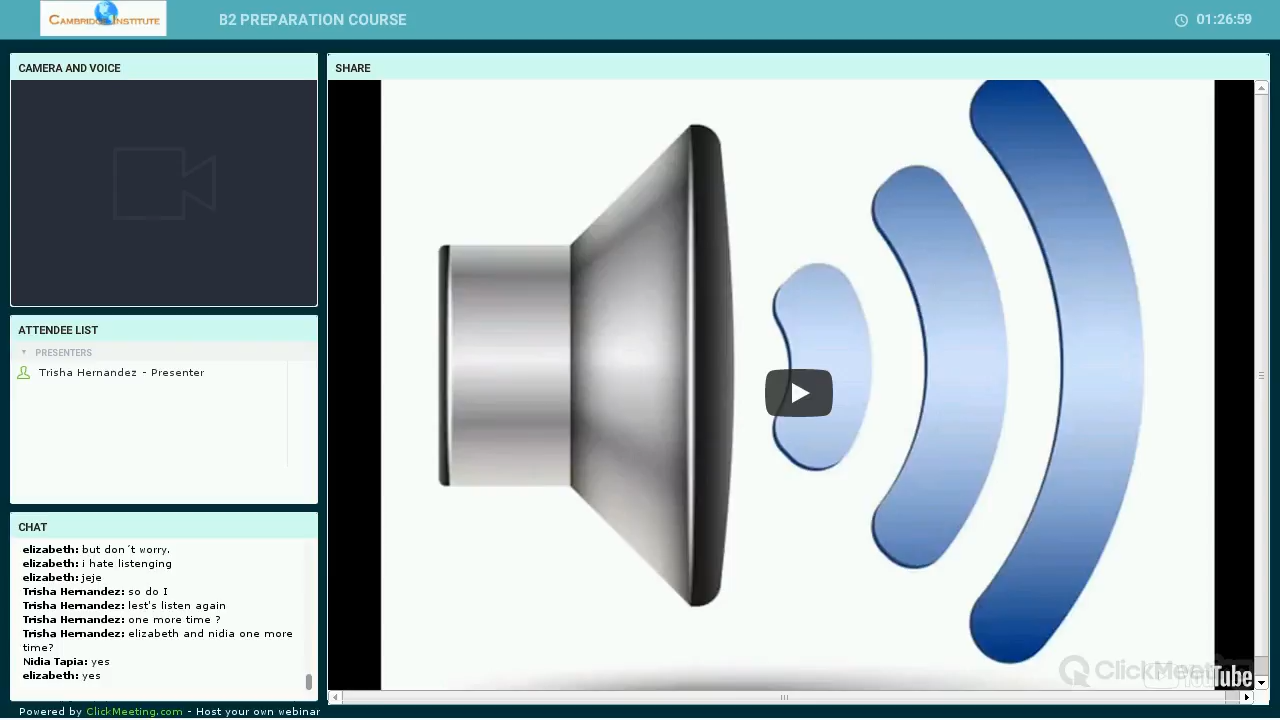 CAMBRIDGE INSTITUTE
B2 PREPARATION COURSE
01:26:59
CAMERA AND VOICE
SHARE
ATTENDEE LIST
PRESENTERS
Trisha Hernandez - Presenter
CHAT
elizabeth: but don´t worry.
elizabeth: i hate listenging
elizabeth: jeje
Trisha Hernandez: so do I
Trisha Hernandez: lest's listen again
Trisha Hernandez: one more time ?
Trisha Hernandez: elizabeth and nidia one more
time?
Nidia Tapia: yes
elizabeth: yes
ClickMeeting
YouTube
Powered by ClickMeeting.com - Host your own webinar